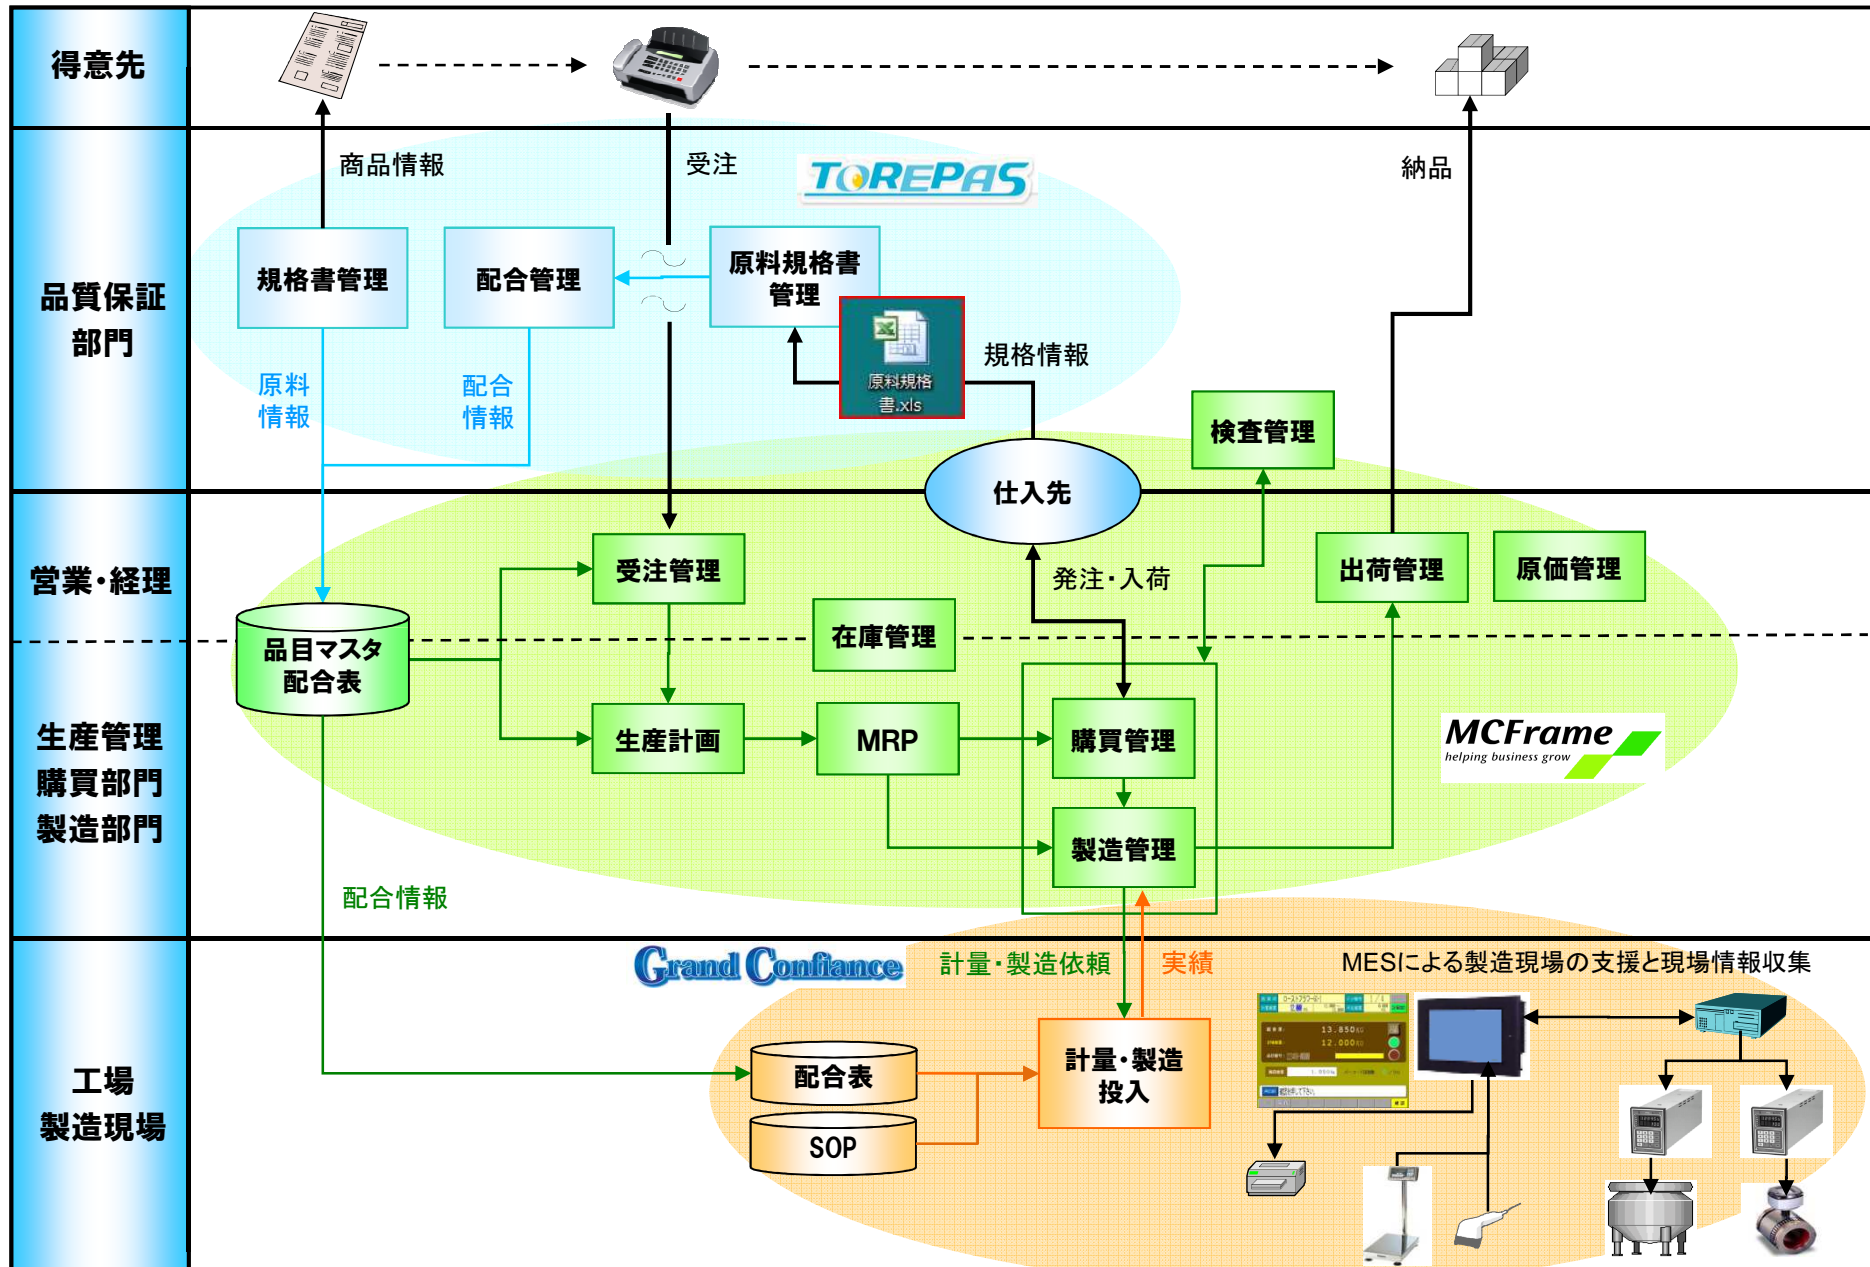 得意先
商品情報
受注
TOREPAS
納品
品質保証
部門
規格書管理
配合管理
原料規格書
管理
原料規格
書.xls
規格情報
原料
情報
配合
情報
検査管理
仕入先
営業・経理
受注管理
発注・入荷
出荷管理
原価管理
在庫管理
品目マスタ
配合表
生産管理
購買部門
製造部門
生産計画
MRP
購買管理
MCFrame
helping business grow
製造管理
配合情報
Grand Confiance
計量・製造依頼
実績
MESによる製造現場の支援と現場情報収集
工場
製造現場
配合表
SOP
計量・製造
投入
13.850
12.000